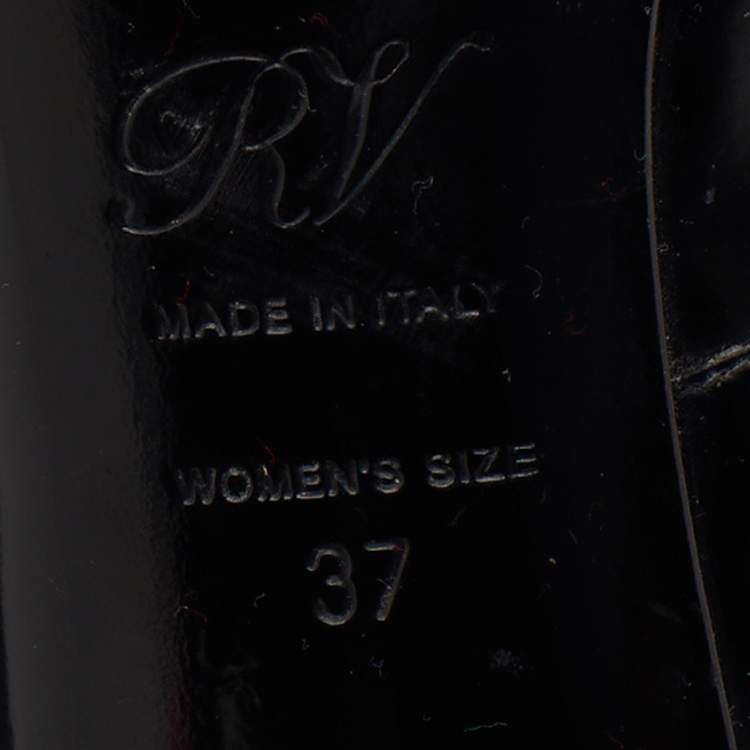 RV
MADE IN ITALY
WOMEN'S SIZE
37